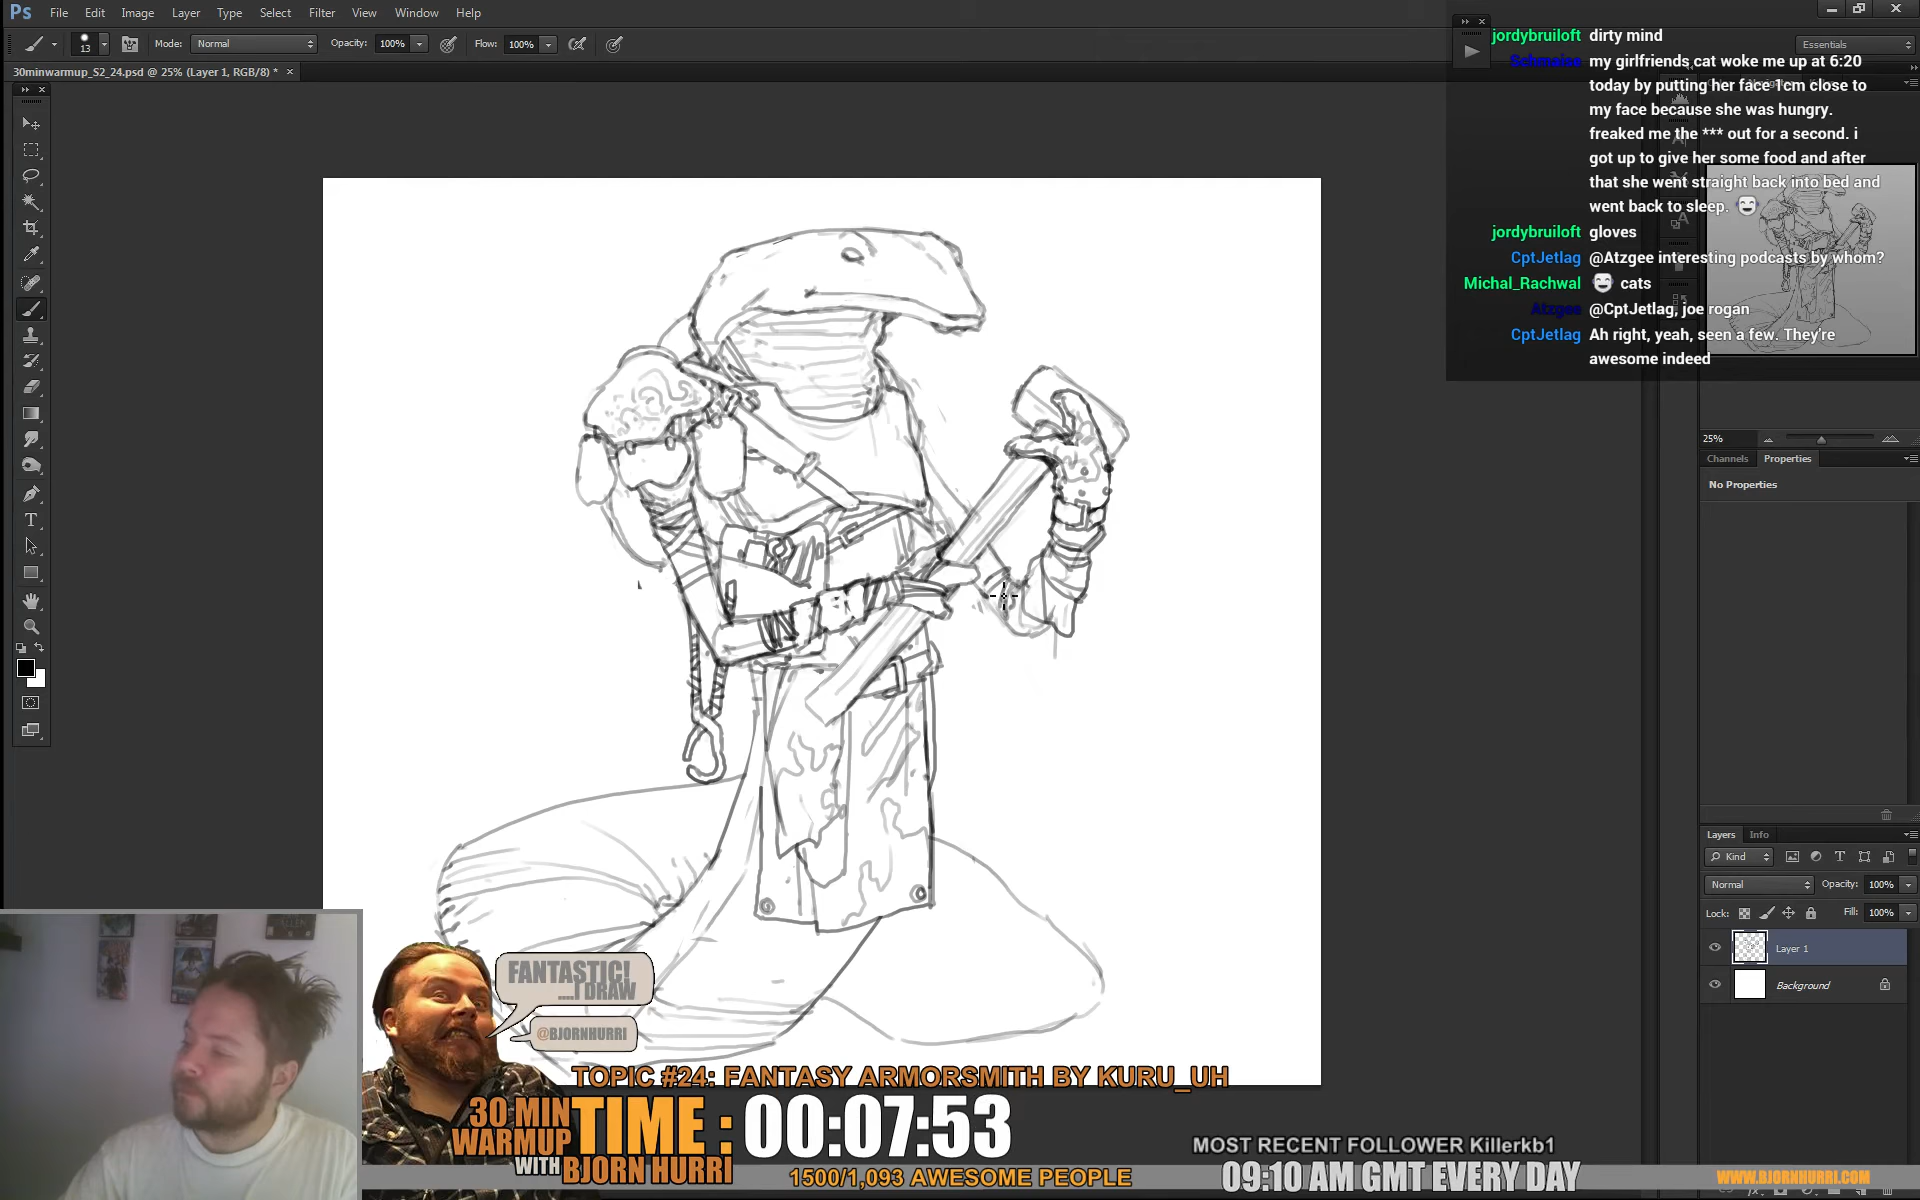 Ps File Edit Image Layer Type Select Filter View Window Help
13 Mode: Normal Opacity: 100% Flow: 100% Essentials
30minwarmup_S2_24.psd @ 25% (Layer 1, RGB/8) * ×
jordybruiloft dirty mind
Schmaise my girlfriends cat woke me up at 6:20
today by putting her face 1cm close to
my face because she was hungry.
freaked me the *** out for a second. i
got up to give her some food and after
that she went straight back into bed and
went back to sleep.
jordybruiloft gloves
CptJetlag @Atzgee interesting podcasts by whom?
Michal_Rachwal cats
Atzgee @CptJetlag, joe rogan
CptJetlag Ah right, yeah, seen a few. They're
awesome indeed
25%
Channels Properties
No Properties
Layers Info
Kind
Normal Opacity: 100%
Lock: Fill: 100%
Layer 1
Background
FANTASTIC!
....I DRAW
@BJORNHURRI
TOPIC #24: FANTASY ARMORSMITH BY KURU_UH
30 MIN
WARMUP
WITH BJORN HURRI
TIME : 00:07:53
1500/1,093 AWESOME PEOPLE
MOST RECENT FOLLOWER Killerkb1
09:10 AM GMT EVERY DAY
WWW.BJORNHURRI.COM